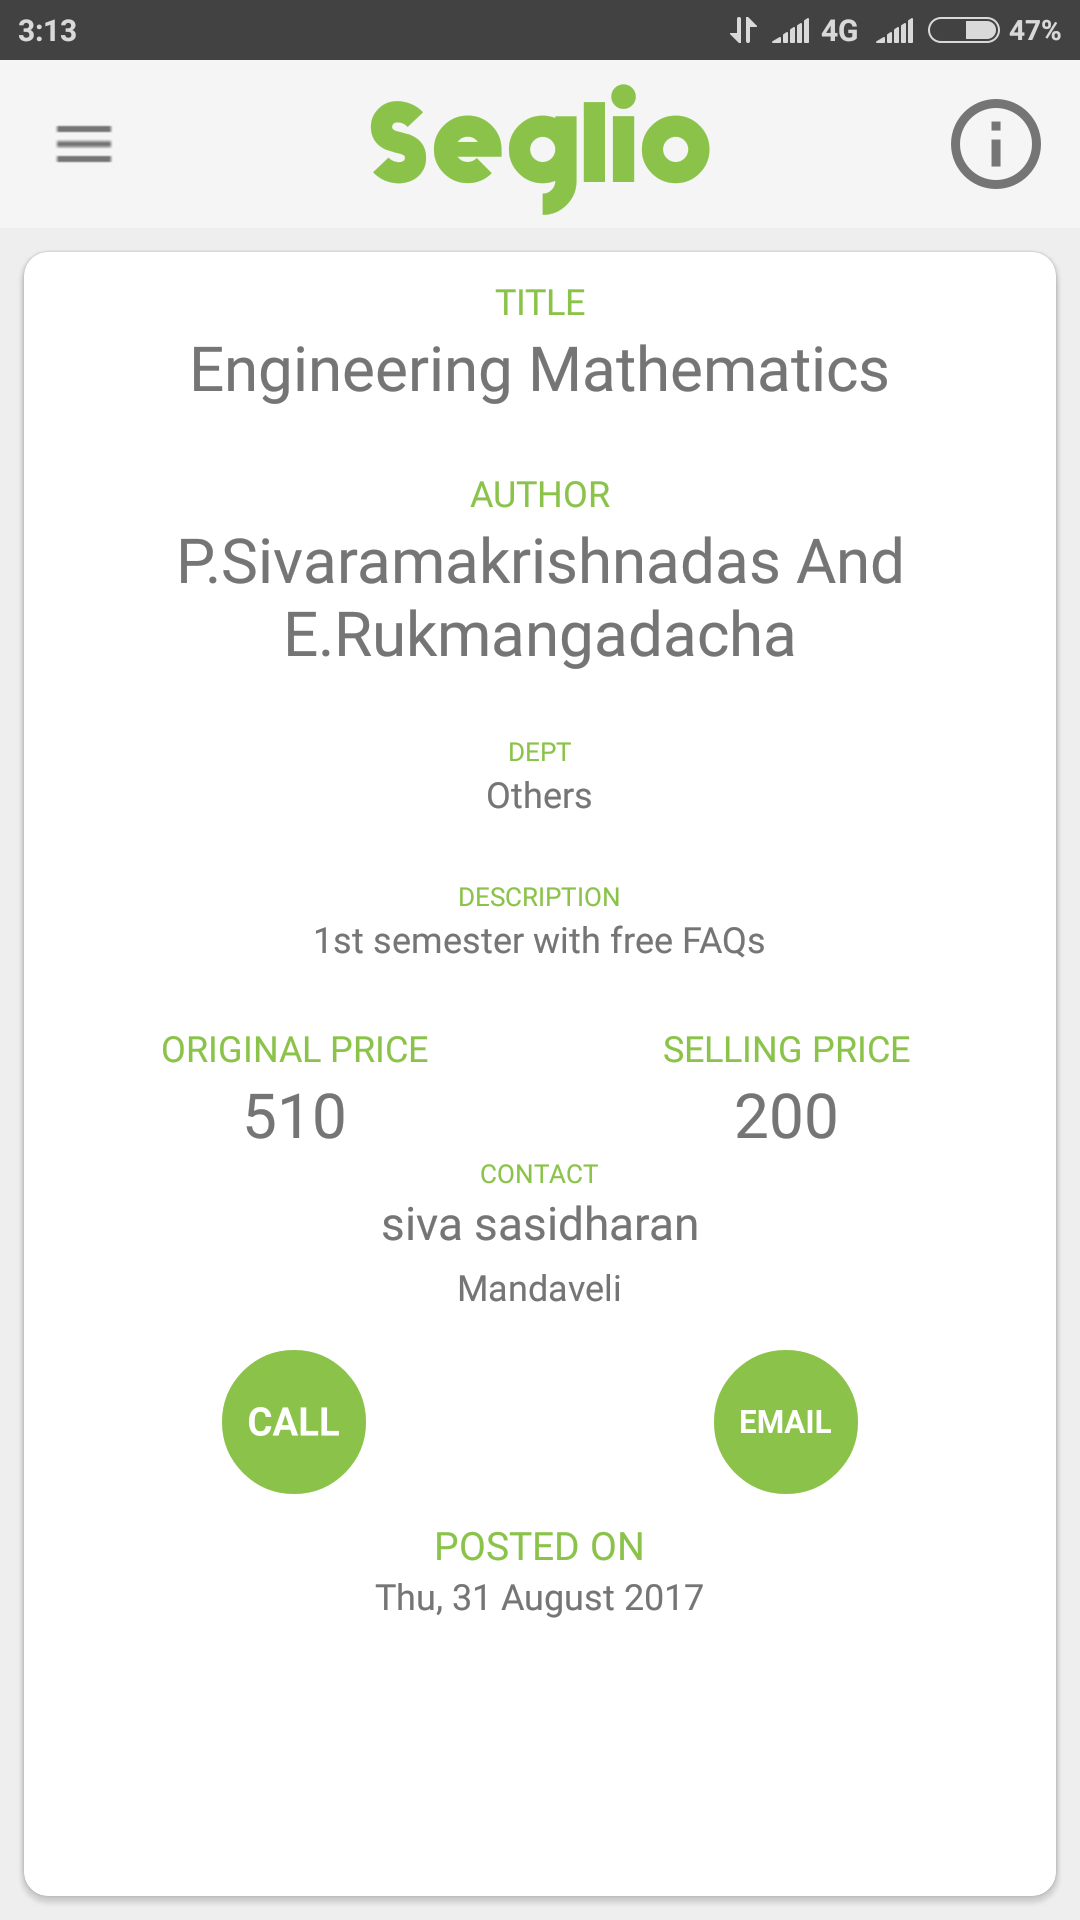 3:13 4G 47%
Seglio
TITLE
Engineering Mathematics
AUTHOR
P.Sivaramakrishnadas And
E.Rukmangadacha
DEPT
Others
DESCRIPTION
1st semester with free FAQs
ORIGINAL PRICE SELLING PRICE
510 200
CONTACT
siva sasidharan
Mandaveli
CALL EMAIL
POSTED ON
Thu, 31 August 2017